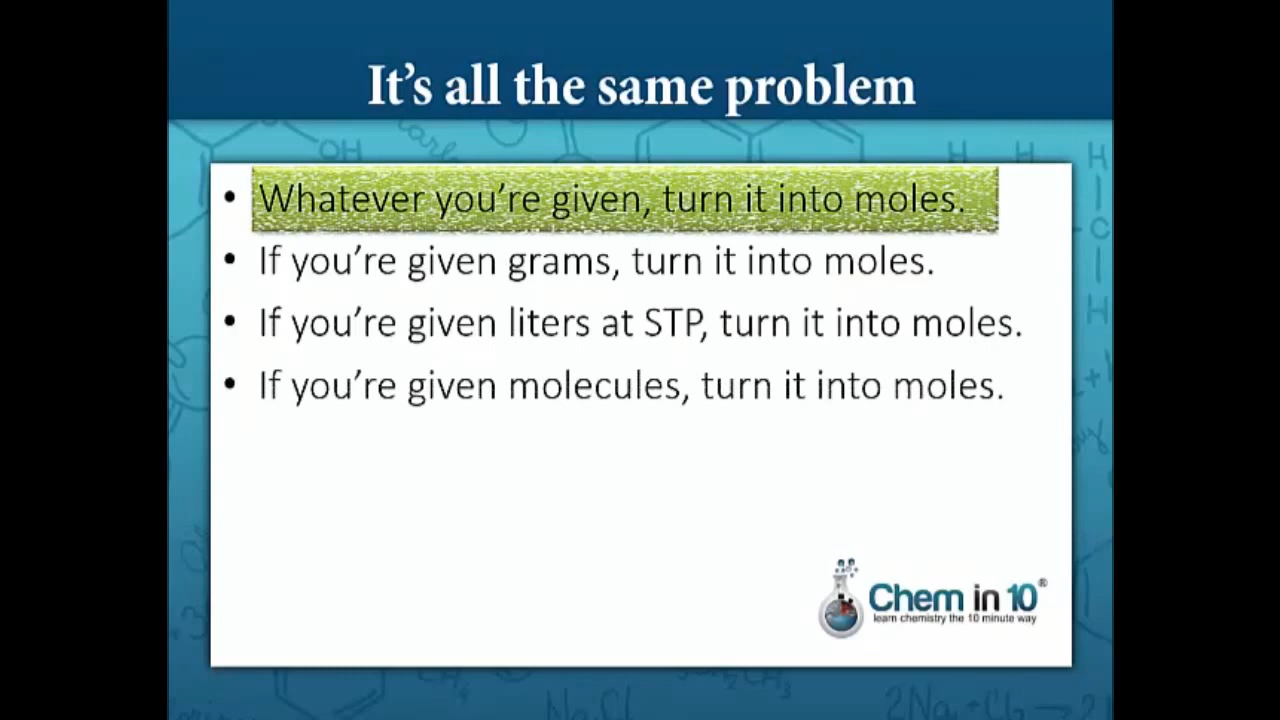 It's all the same problem
• Whatever you're given, turn it into moles.
• If you're given grams, turn it into moles.
• If you're given liters at STP, turn it into moles.
• If you're given molecules, turn it into moles.
Chem in 10®
learn chemistry the 10 minute way
OH
H H H
C
H
NaCl